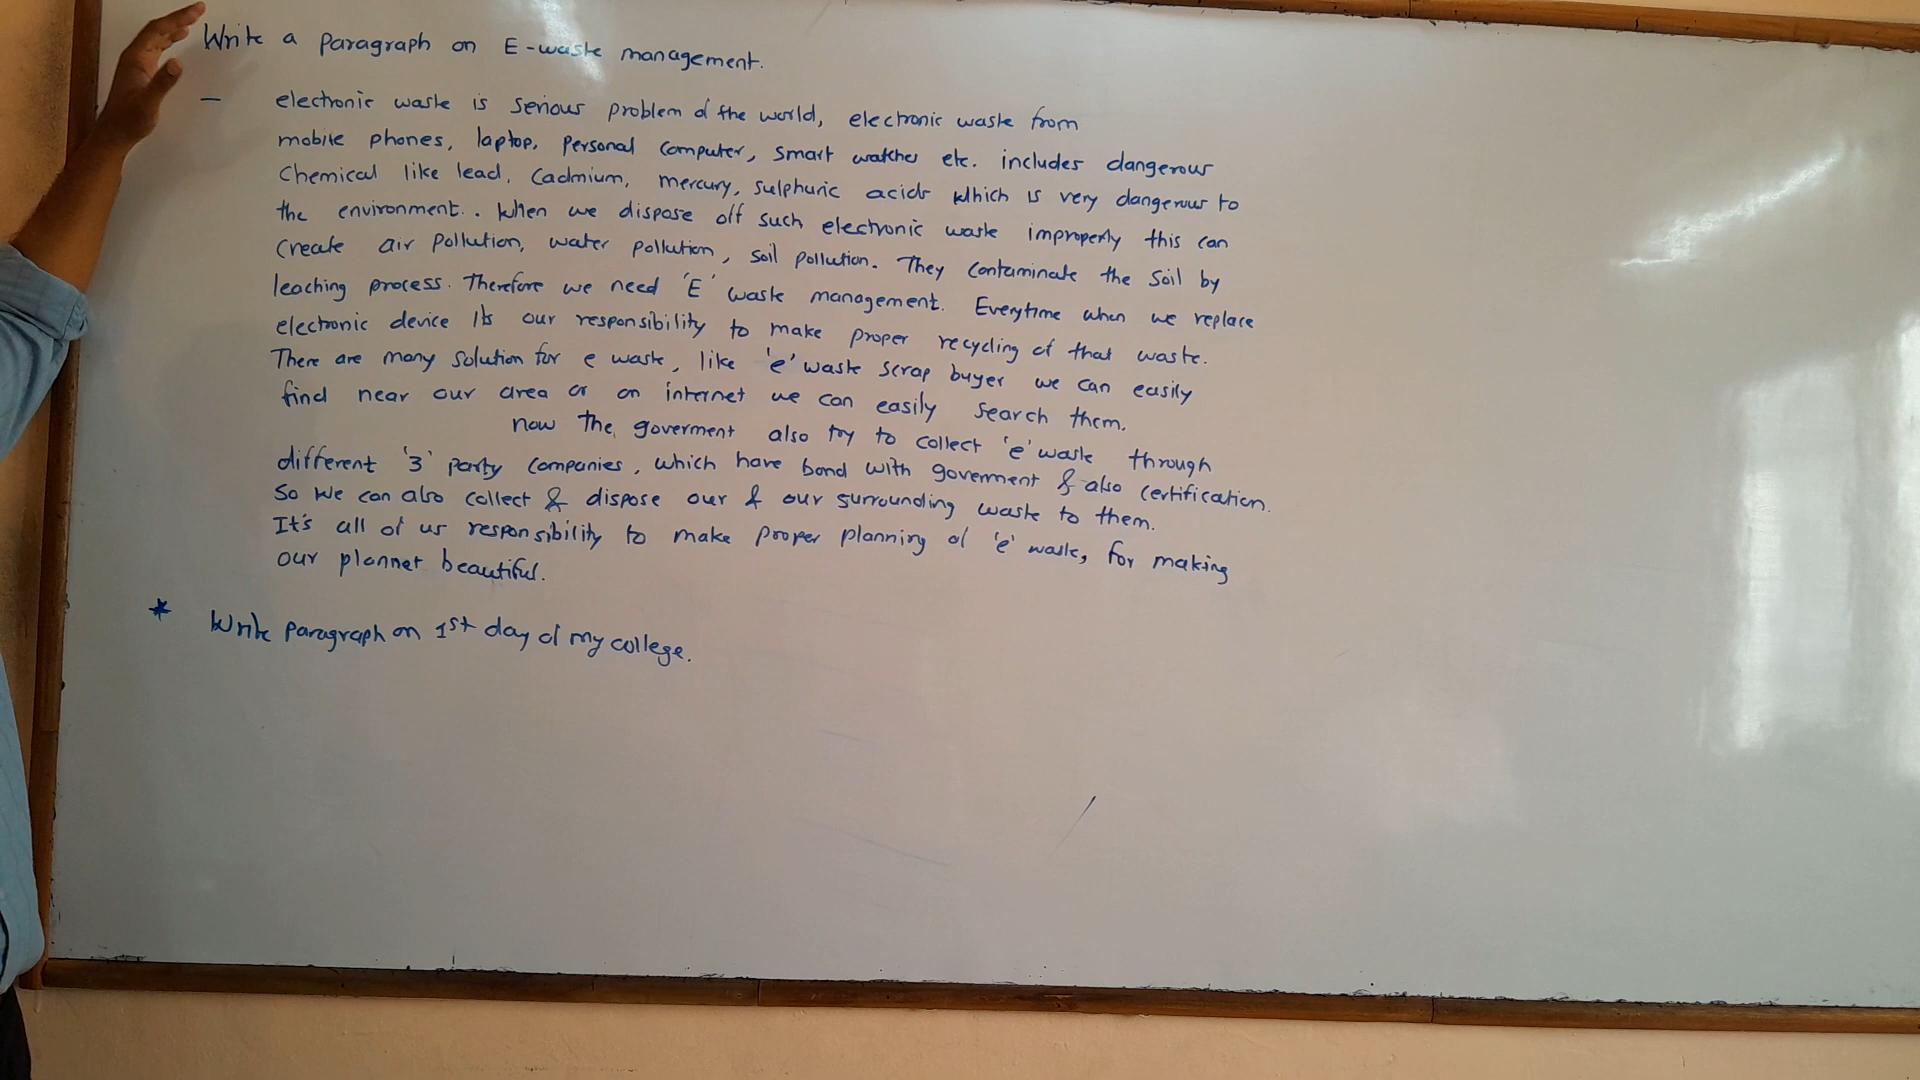 Write a paragraph on E-waste management.
- electronic waste is serious problem of the world, electronic waste from
mobile phones, laptop, personal computer, smart watches etc. includes dangerous
chemical like lead, cadmium, mercury, sulphuric acids which is very dangerous to
the environment.. When we dispose off such electronic waste improperly this can
create air pollution, water pollution, soil pollution. They contaminate the soil by
leaching process. Therefore we need 'E' waste management. Everytime when we replace
electronic device Its our responsibility to make proper recycling of that waste.
There are many solution for e waste, like 'e' waste scrap buyer we can easily
find near our area or on internet we can easily search them.
now the goverment also try to collect 'e' waste through
different '3' party companies, which have bond with goverment & also certification.
So we can also collect & dispose our & our surrounding waste to them.
It's all of us responsibility to make proper planning of 'e' waste, for making
our plannet beautiful.
* Write paragraph on 1st day of my college.